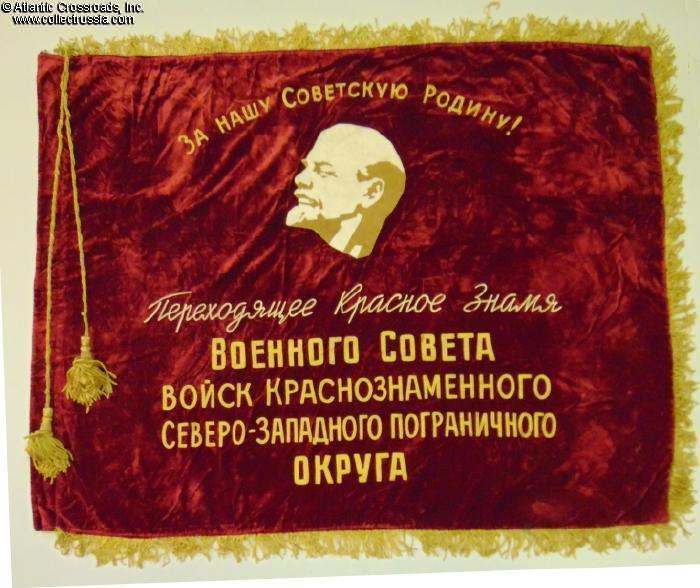 © Atlantic Crossroads, Inc.
www.collectrussia.com
За нашу Советскую Родину!
Переходящее Красное Знамя
Военного Совета
войск Краснознаменного
Северо-Западного пограничного
округа